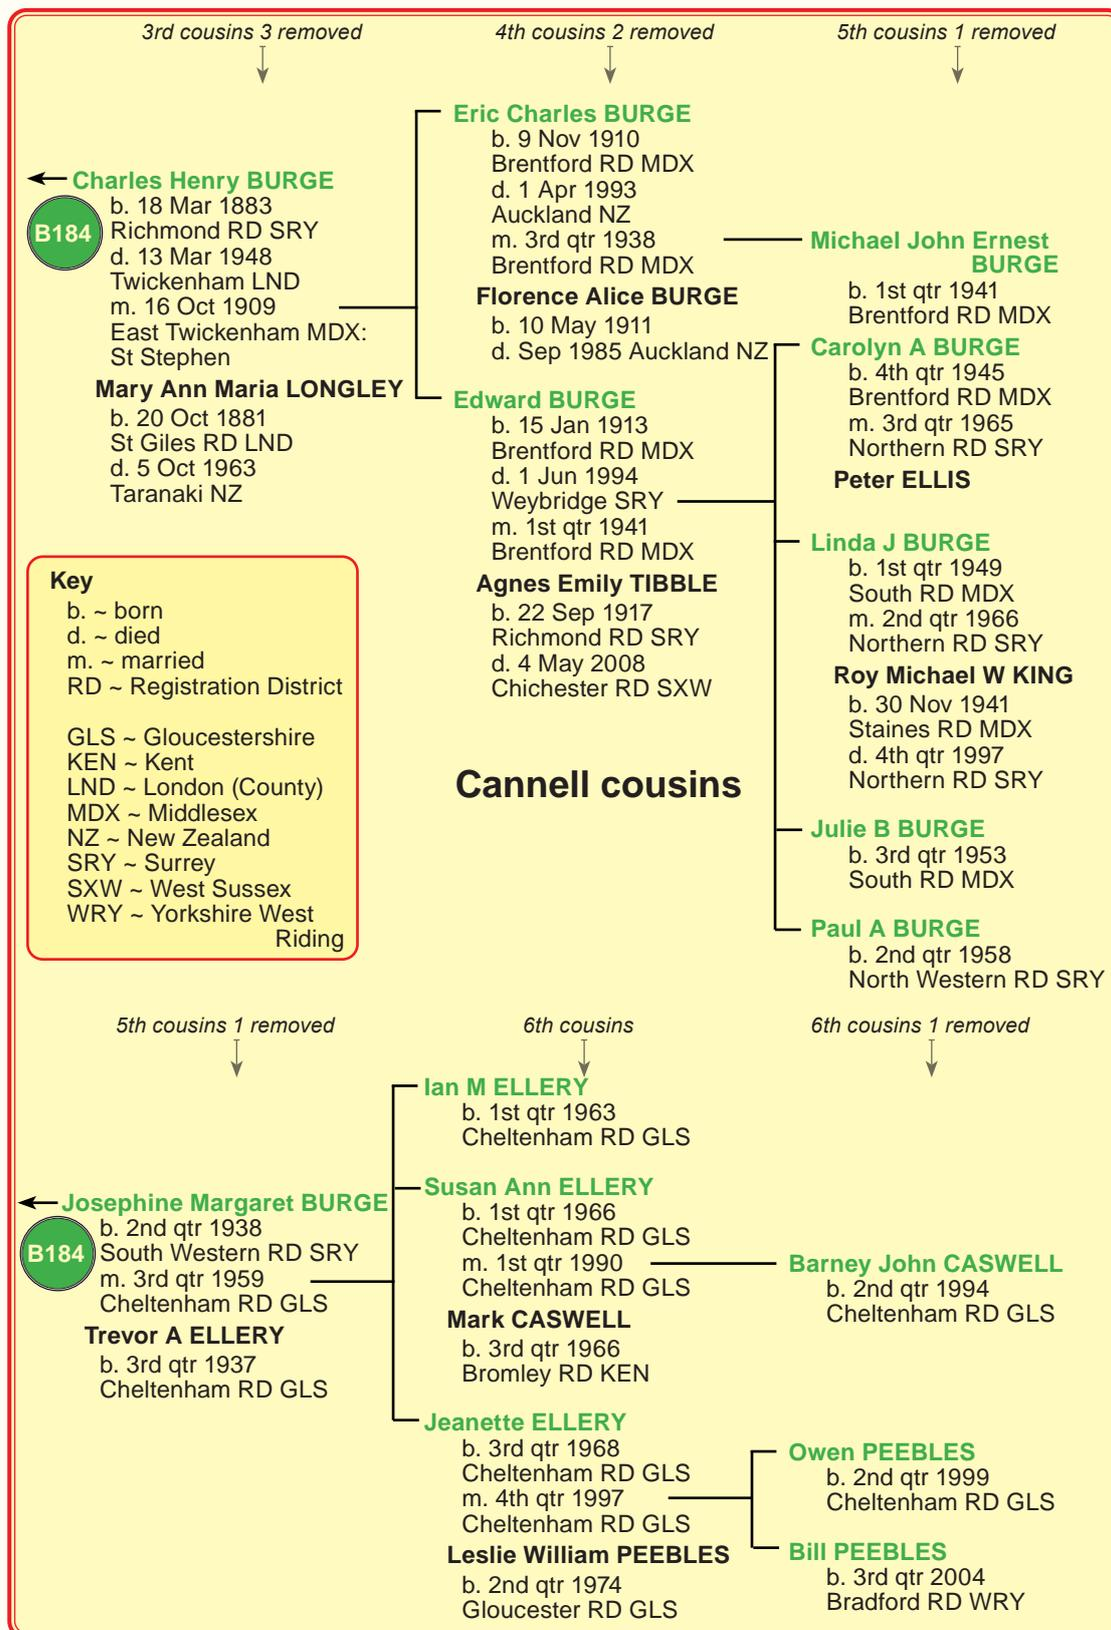 3rd cousins 3 removed
4th cousins 2 removed
5th cousins 1 removed
Charles Henry BURGE
B184
b. 18 Mar 1883
Richmond RD SRY
d. 13 Mar 1948
Twickenham LND
m. 16 Oct 1909
East Twickenham MDX:
St Stephen
Mary Ann Maria LONGLEY
b. 20 Oct 1881
St Giles RD LND
d. 5 Oct 1963
Taranaki NZ
Eric Charles BURGE
b. 9 Nov 1910
Brentford RD MDX
d. 1 Apr 1993
Auckland NZ
m. 3rd qtr 1938
Brentford RD MDX
Florence Alice BURGE
b. 10 May 1911
d. Sep 1985 Auckland NZ
Edward BURGE
b. 15 Jan 1913
Brentford RD MDX
d. 1 Jun 1994
Weybridge SRY
m. 1st qtr 1941
Brentford RD MDX
Agnes Emily TIBBLE
b. 22 Sep 1917
Richmond RD SRY
d. 4 May 2008
Chichester RD SXW
Michael John Ernest
BURGE
b. 1st qtr 1941
Brentford RD MDX
Carolyn A BURGE
b. 4th qtr 1945
Brentford RD MDX
m. 3rd qtr 1965
Northern RD SRY
Peter ELLIS
Linda J BURGE
b. 1st qtr 1949
South RD MDX
m. 2nd qtr 1966
Northern RD SRY
Roy Michael W KING
b. 30 Nov 1941
Staines RD MDX
d. 4th qtr 1997
Northern RD SRY
Julie B BURGE
b. 3rd qtr 1953
South RD MDX
Paul A BURGE
b. 2nd qtr 1958
North Western RD SRY
Key
b. ~ born
d. ~ died
m. ~ married
RD ~ Registration District
GLS ~ Gloucestershire
KEN ~ Kent
LND ~ London (County)
MDX ~ Middlesex
NZ ~ New Zealand
SRY ~ Surrey
SXW ~ West Sussex
WRY ~ Yorkshire West
Riding
Cannell cousins
5th cousins 1 removed
6th cousins
6th cousins 1 removed
Josephine Margaret BURGE
B184
b. 2nd qtr 1938
South Western RD SRY
m. 3rd qtr 1959
Cheltenham RD GLS
Trevor A ELLERY
b. 3rd qtr 1937
Cheltenham RD GLS
Ian M ELLERY
b. 1st qtr 1963
Cheltenham RD GLS
Susan Ann ELLERY
b. 1st qtr 1966
Cheltenham RD GLS
m. 1st qtr 1990
Cheltenham RD GLS
Mark CASWELL
b. 3rd qtr 1966
Bromley RD KEN
Jeanette ELLERY
b. 3rd qtr 1968
Cheltenham RD GLS
m. 4th qtr 1997
Cheltenham RD GLS
Leslie William PEEBLES
b. 2nd qtr 1974
Gloucester RD GLS
Barney John CASWELL
b. 2nd qtr 1994
Cheltenham RD GLS
Owen PEEBLES
b. 2nd qtr 1999
Cheltenham RD GLS
Bill PEEBLES
b. 3rd qtr 2004
Bradford RD WRY